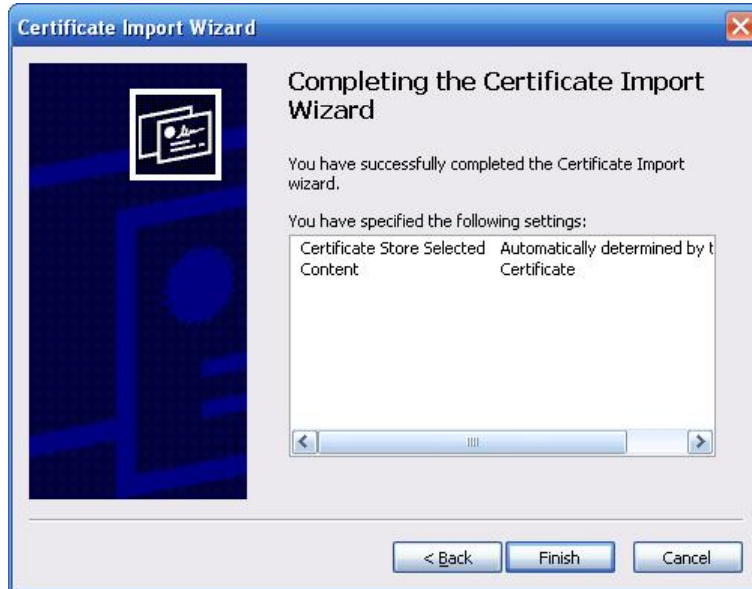 Certificate Import Wizard
Completing the Certificate Import
Wizard
You have successfully completed the Certificate Import
wizard.
You have specified the following settings:
Certificate Store Selected Automatically determined by t
Content Certificate
< Back Finish Cancel